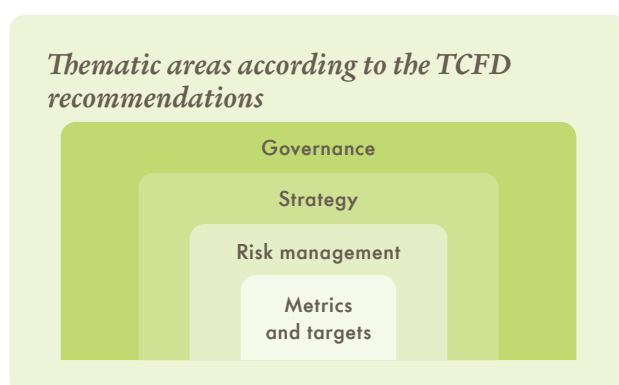 Thematic areas according to the TCFD
recommendations
Governance
Strategy
Risk management
Metrics
and targets